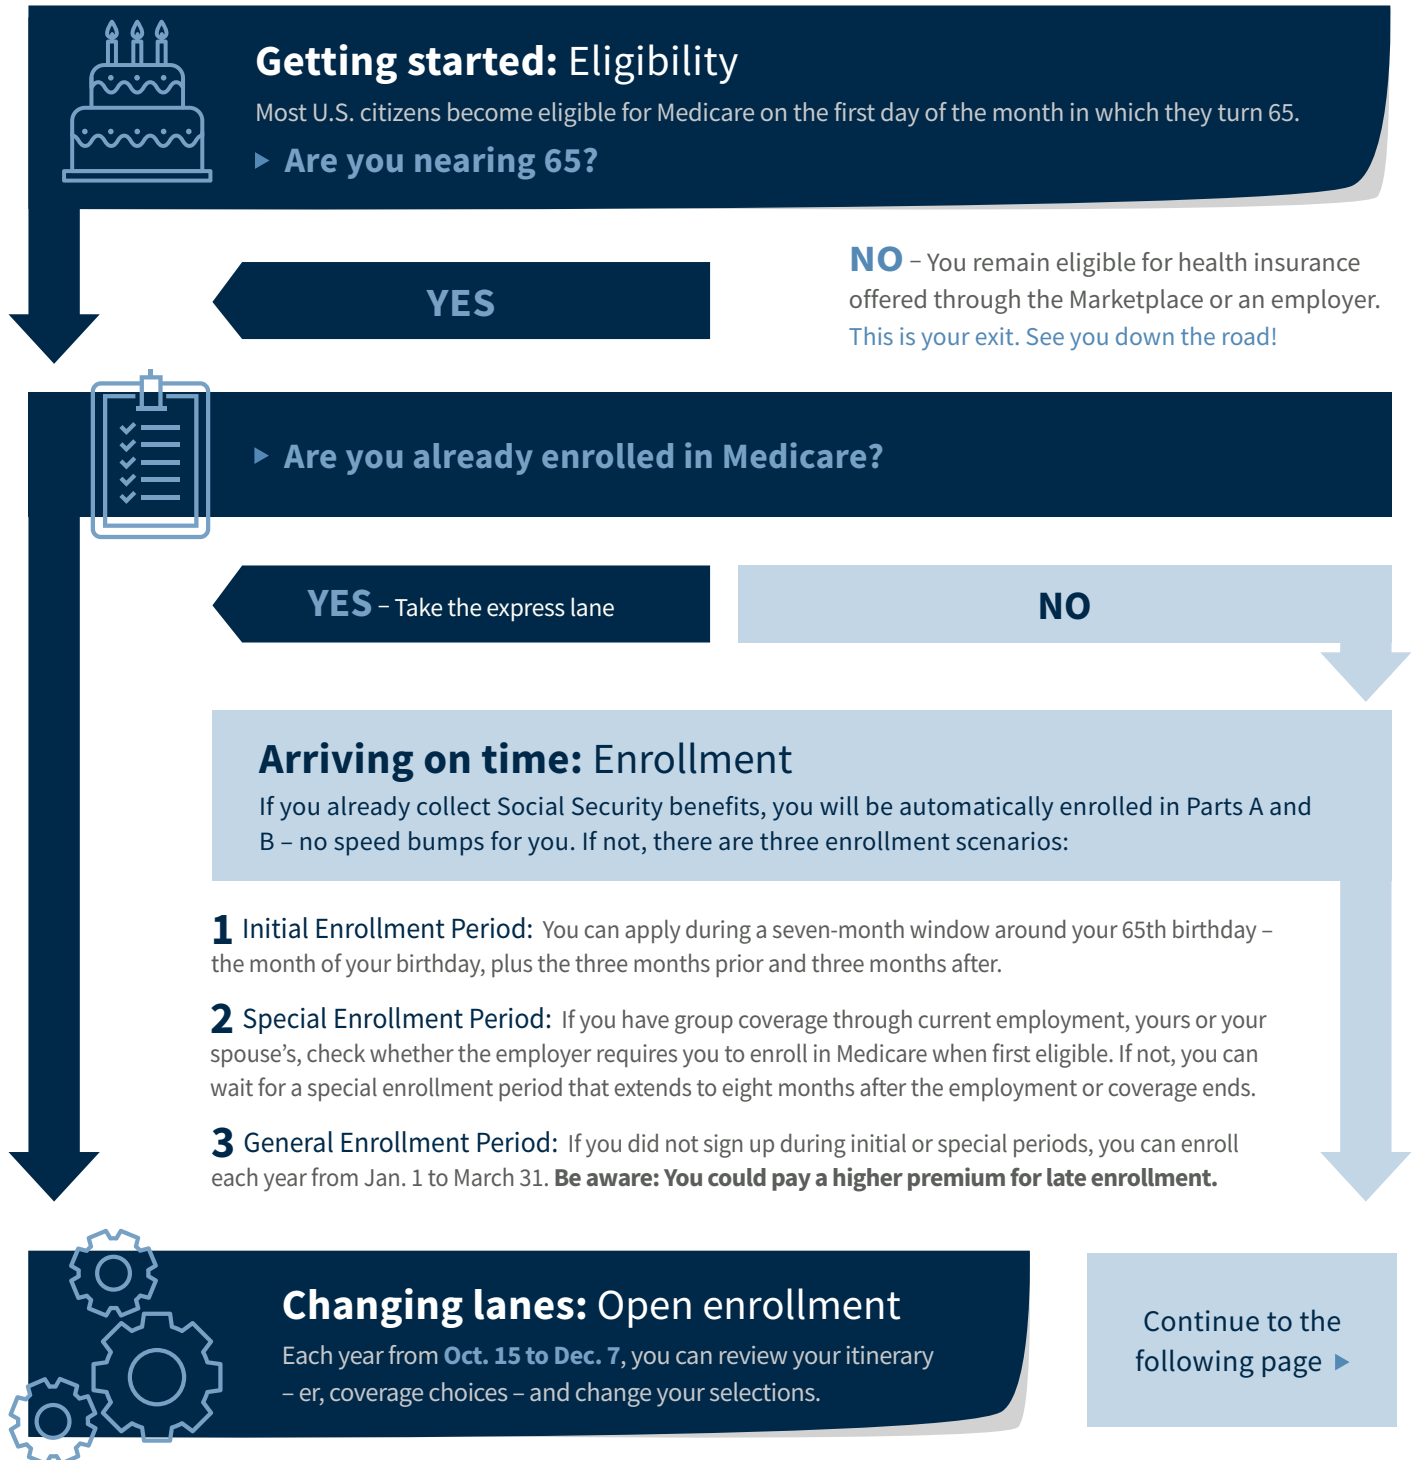 Getting started: Eligibility
Most U.S. citizens become eligible for Medicare on the first day of the month in which they turn 65.
Are you nearing 65?
YES
NO – You remain eligible for health insurance
offered through the Marketplace or an employer.
This is your exit. See you down the road!
Are you already enrolled in Medicare?
YES – Take the express lane
NO
Arriving on time: Enrollment
If you already collect Social Security benefits, you will be automatically enrolled in Parts A and
B – no speed bumps for you. If not, there are three enrollment scenarios:
1 Initial Enrollment Period: You can apply during a seven-month window around your 65th birthday –
the month of your birthday, plus the three months prior and three months after.
2 Special Enrollment Period: If you have group coverage through current employment, yours or your
spouse’s, check whether the employer requires you to enroll in Medicare when first eligible. If not, you can
wait for a special enrollment period that extends to eight months after the employment or coverage ends.
3 General Enrollment Period: If you did not sign up during initial or special periods, you can enroll
each year from Jan. 1 to March 31. Be aware: You could pay a higher premium for late enrollment.
Changing lanes: Open enrollment
Each year from Oct. 15 to Dec. 7, you can review your itinerary
– er, coverage choices – and change your selections.
Continue to the
following page